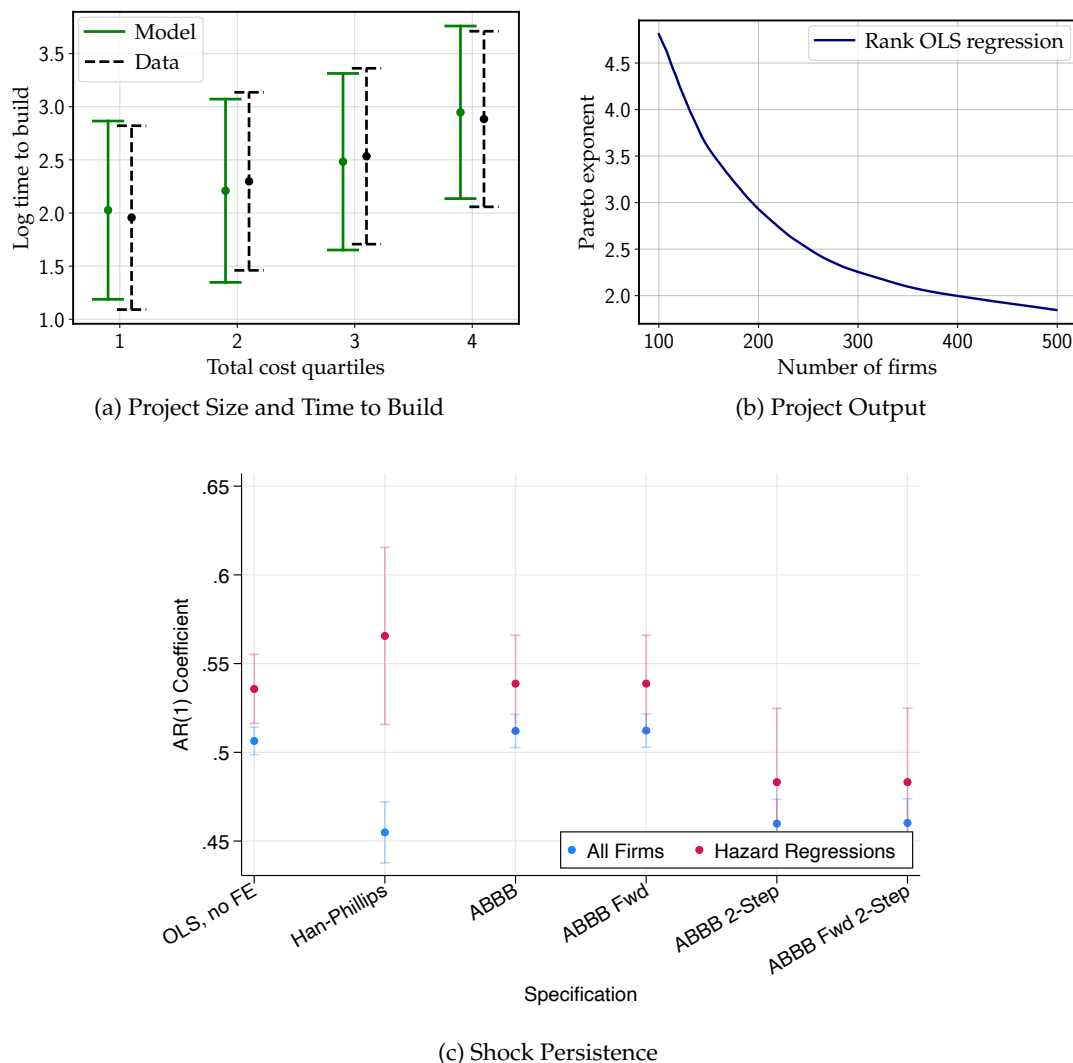 Model
Data
Log time to build
3.5
3.0
2.5
2.0
1.5
1.0
1 2 3 4
Total cost quartiles
(a) Project Size and Time to Build
Rank OLS regression
Pareto exponent
4.5
4.0
3.5
3.0
2.5
2.0
100 200 300 400 500
Number of firms
(b) Project Output
AR(1) Coefficient
.65
.6
.55
.5
.45
All Firms Hazard Regressions
OLS, no FE
Han-Phillips
ABBB
ABBB Fwd
ABBB 2-Step
ABBB Fwd 2-Step
Specification
(c) Shock Persistence